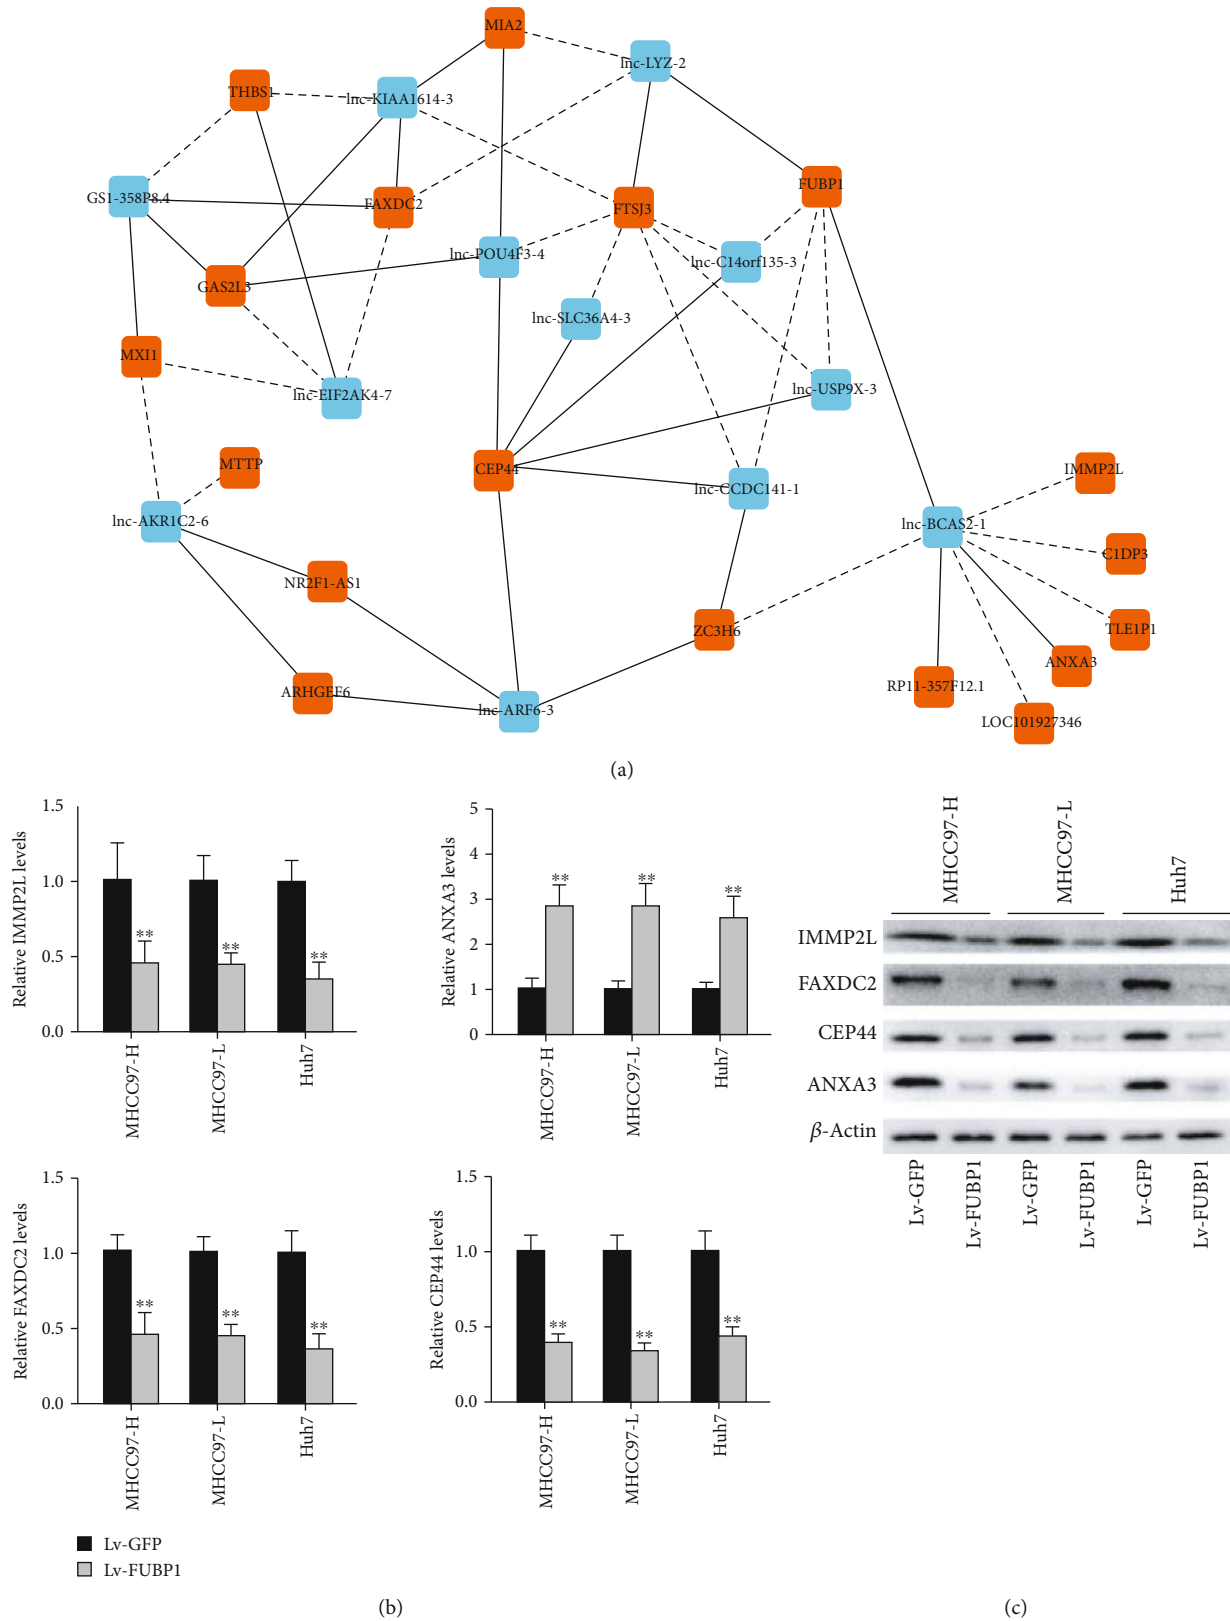 MIA2
lnc-LYZ-2
THBS1
lnc-KIAA1614-3
FUBP1
GS1-358P8.4
FAXDC2
FTSJ3
lnc-POU4F3-4
lnc-C14orf135-3
GAS2L3
lnc-SLC36A4-3
MXI1
lnc-EIF2AK4-7
lnc-USP9X-3
MTTP
CEP44
IMMP2L
lnc-CCDC141-1
lnc-AKR1C2-6
lnc-BCAS2-1
C1DP3
NR2F1-AS1
ZC3H6
TLE1P1
ANXA3
ARHGEF6
RP11-357F12.1
lnc-ARF6-3
LOC101927346
(a)
Relative IMMP2L levels
1.5
1.0
0.5
0.0
**
**
**
MHCC97-H
MHCC97-L
Huh7
Relative ANXA3 levels
5
4
3
2
1
0
**
**
**
MHCC97-H
MHCC97-L
Huh7
Relative FAXDC2 levels
1.5
1.0
0.5
0.0
**
**
**
MHCC97-H
MHCC97-L
Huh7
Relative CEP44 levels
1.5
1.0
0.5
0.0
**
**
**
MHCC97-H
MHCC97-L
Huh7
Lv-GFP
Lv-FUBP1
(b)
MHCC97-H
MHCC97-L
Huh7
IMMP2L
FAXDC2
CEP44
ANXA3
β-Actin
Lv-GFP
Lv-FUBP1
Lv-GFP
Lv-FUBP1
Lv-GFP
Lv-FUBP1
(c)